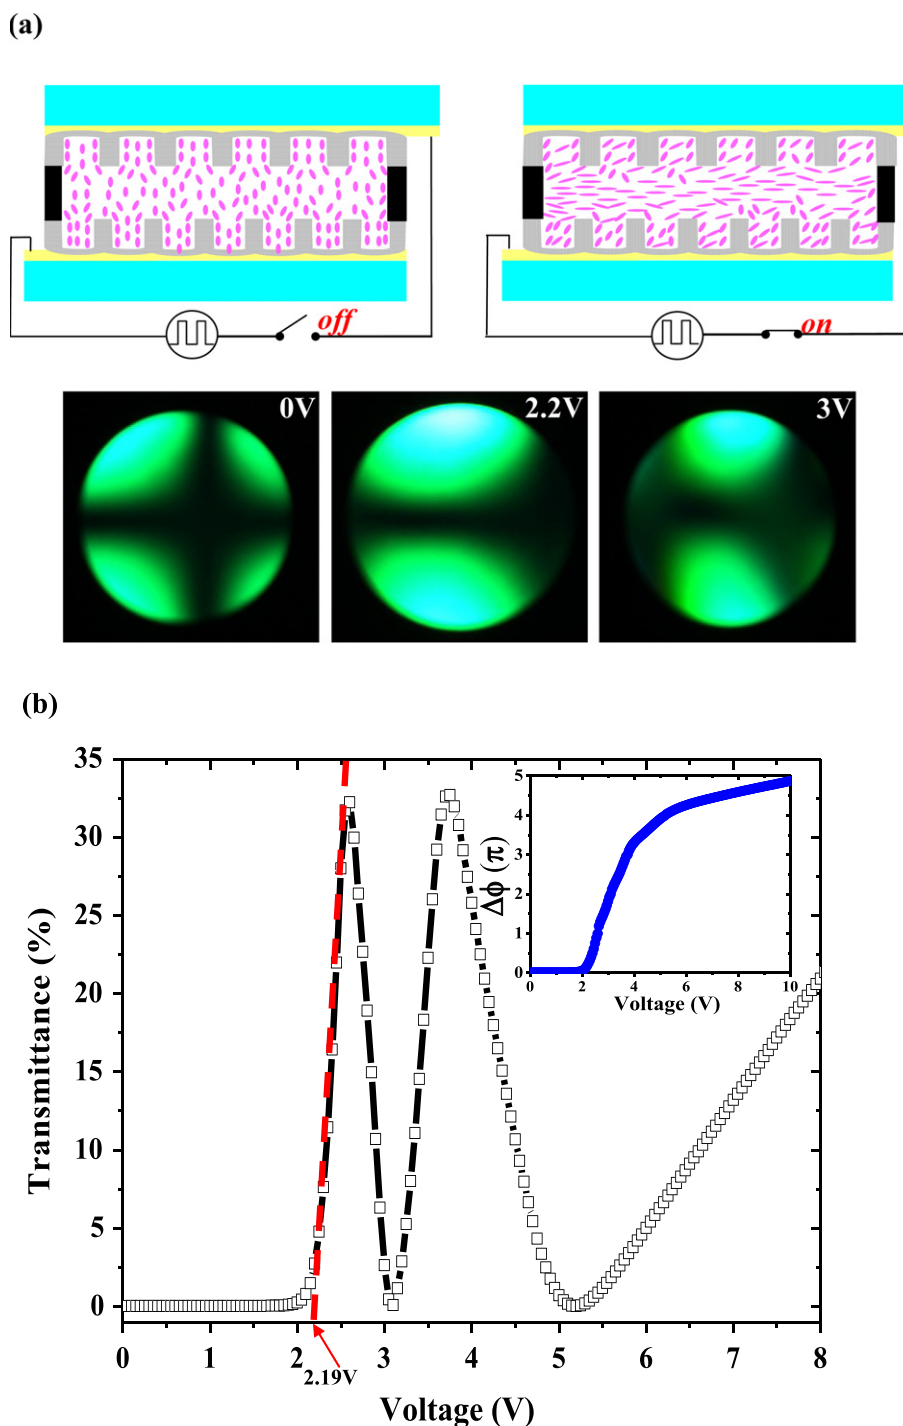 (a)
off
on
0V
2.2V
3V
(b)
35
30
25
20
15
10
5
0
Transmittance (%)
0 1 2 3 4 5 6 7 8
2.19V
Voltage (V)
5
4
3
2
1
0
Δϕ (π)
0 2 4 6 8 10
Voltage (V)